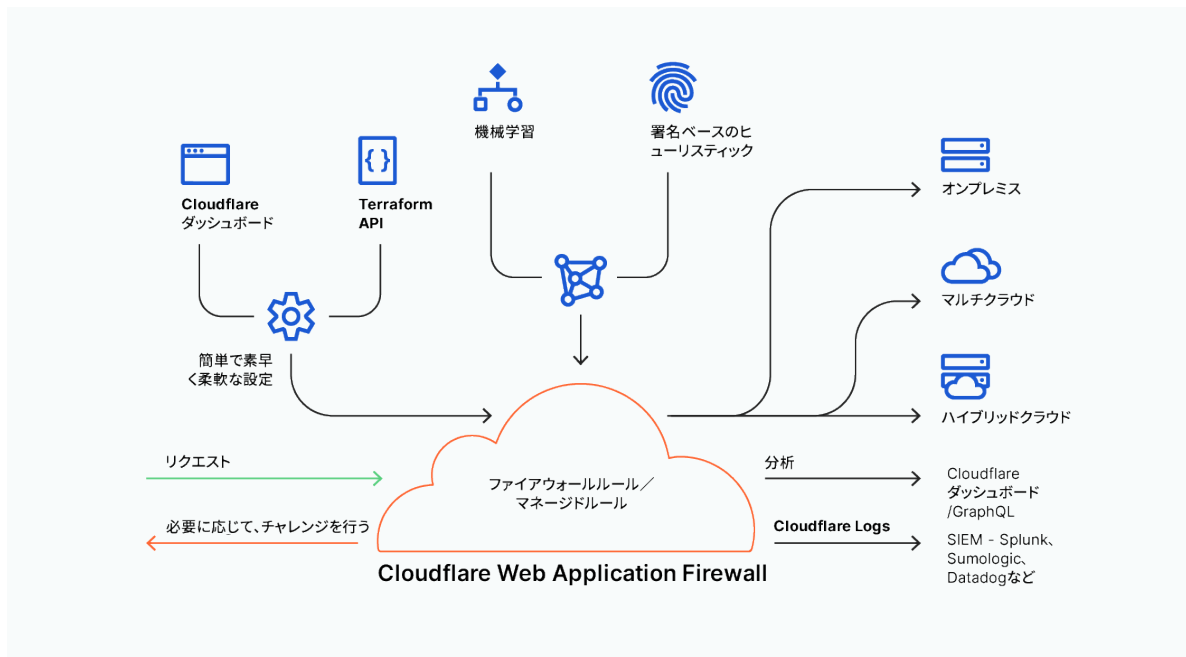 機械学習
署名ベースのヒ
ューリスティック
Cloudflare
ダッシュボード
Terraform
API
オンプレミス
マルチクラウド
簡単で素早
く柔軟な設定
ハイブリッドクラウド
リクエスト
必要に応じて、チャレンジを行う
ファイアウォールルール／
マネージドルール
Cloudflare Web Application Firewall
分析
Cloudflare
ダッシュボード
/GraphQL
Cloudflare Logs
SIEM - Splunk、
Sumologic、
Datadogなど